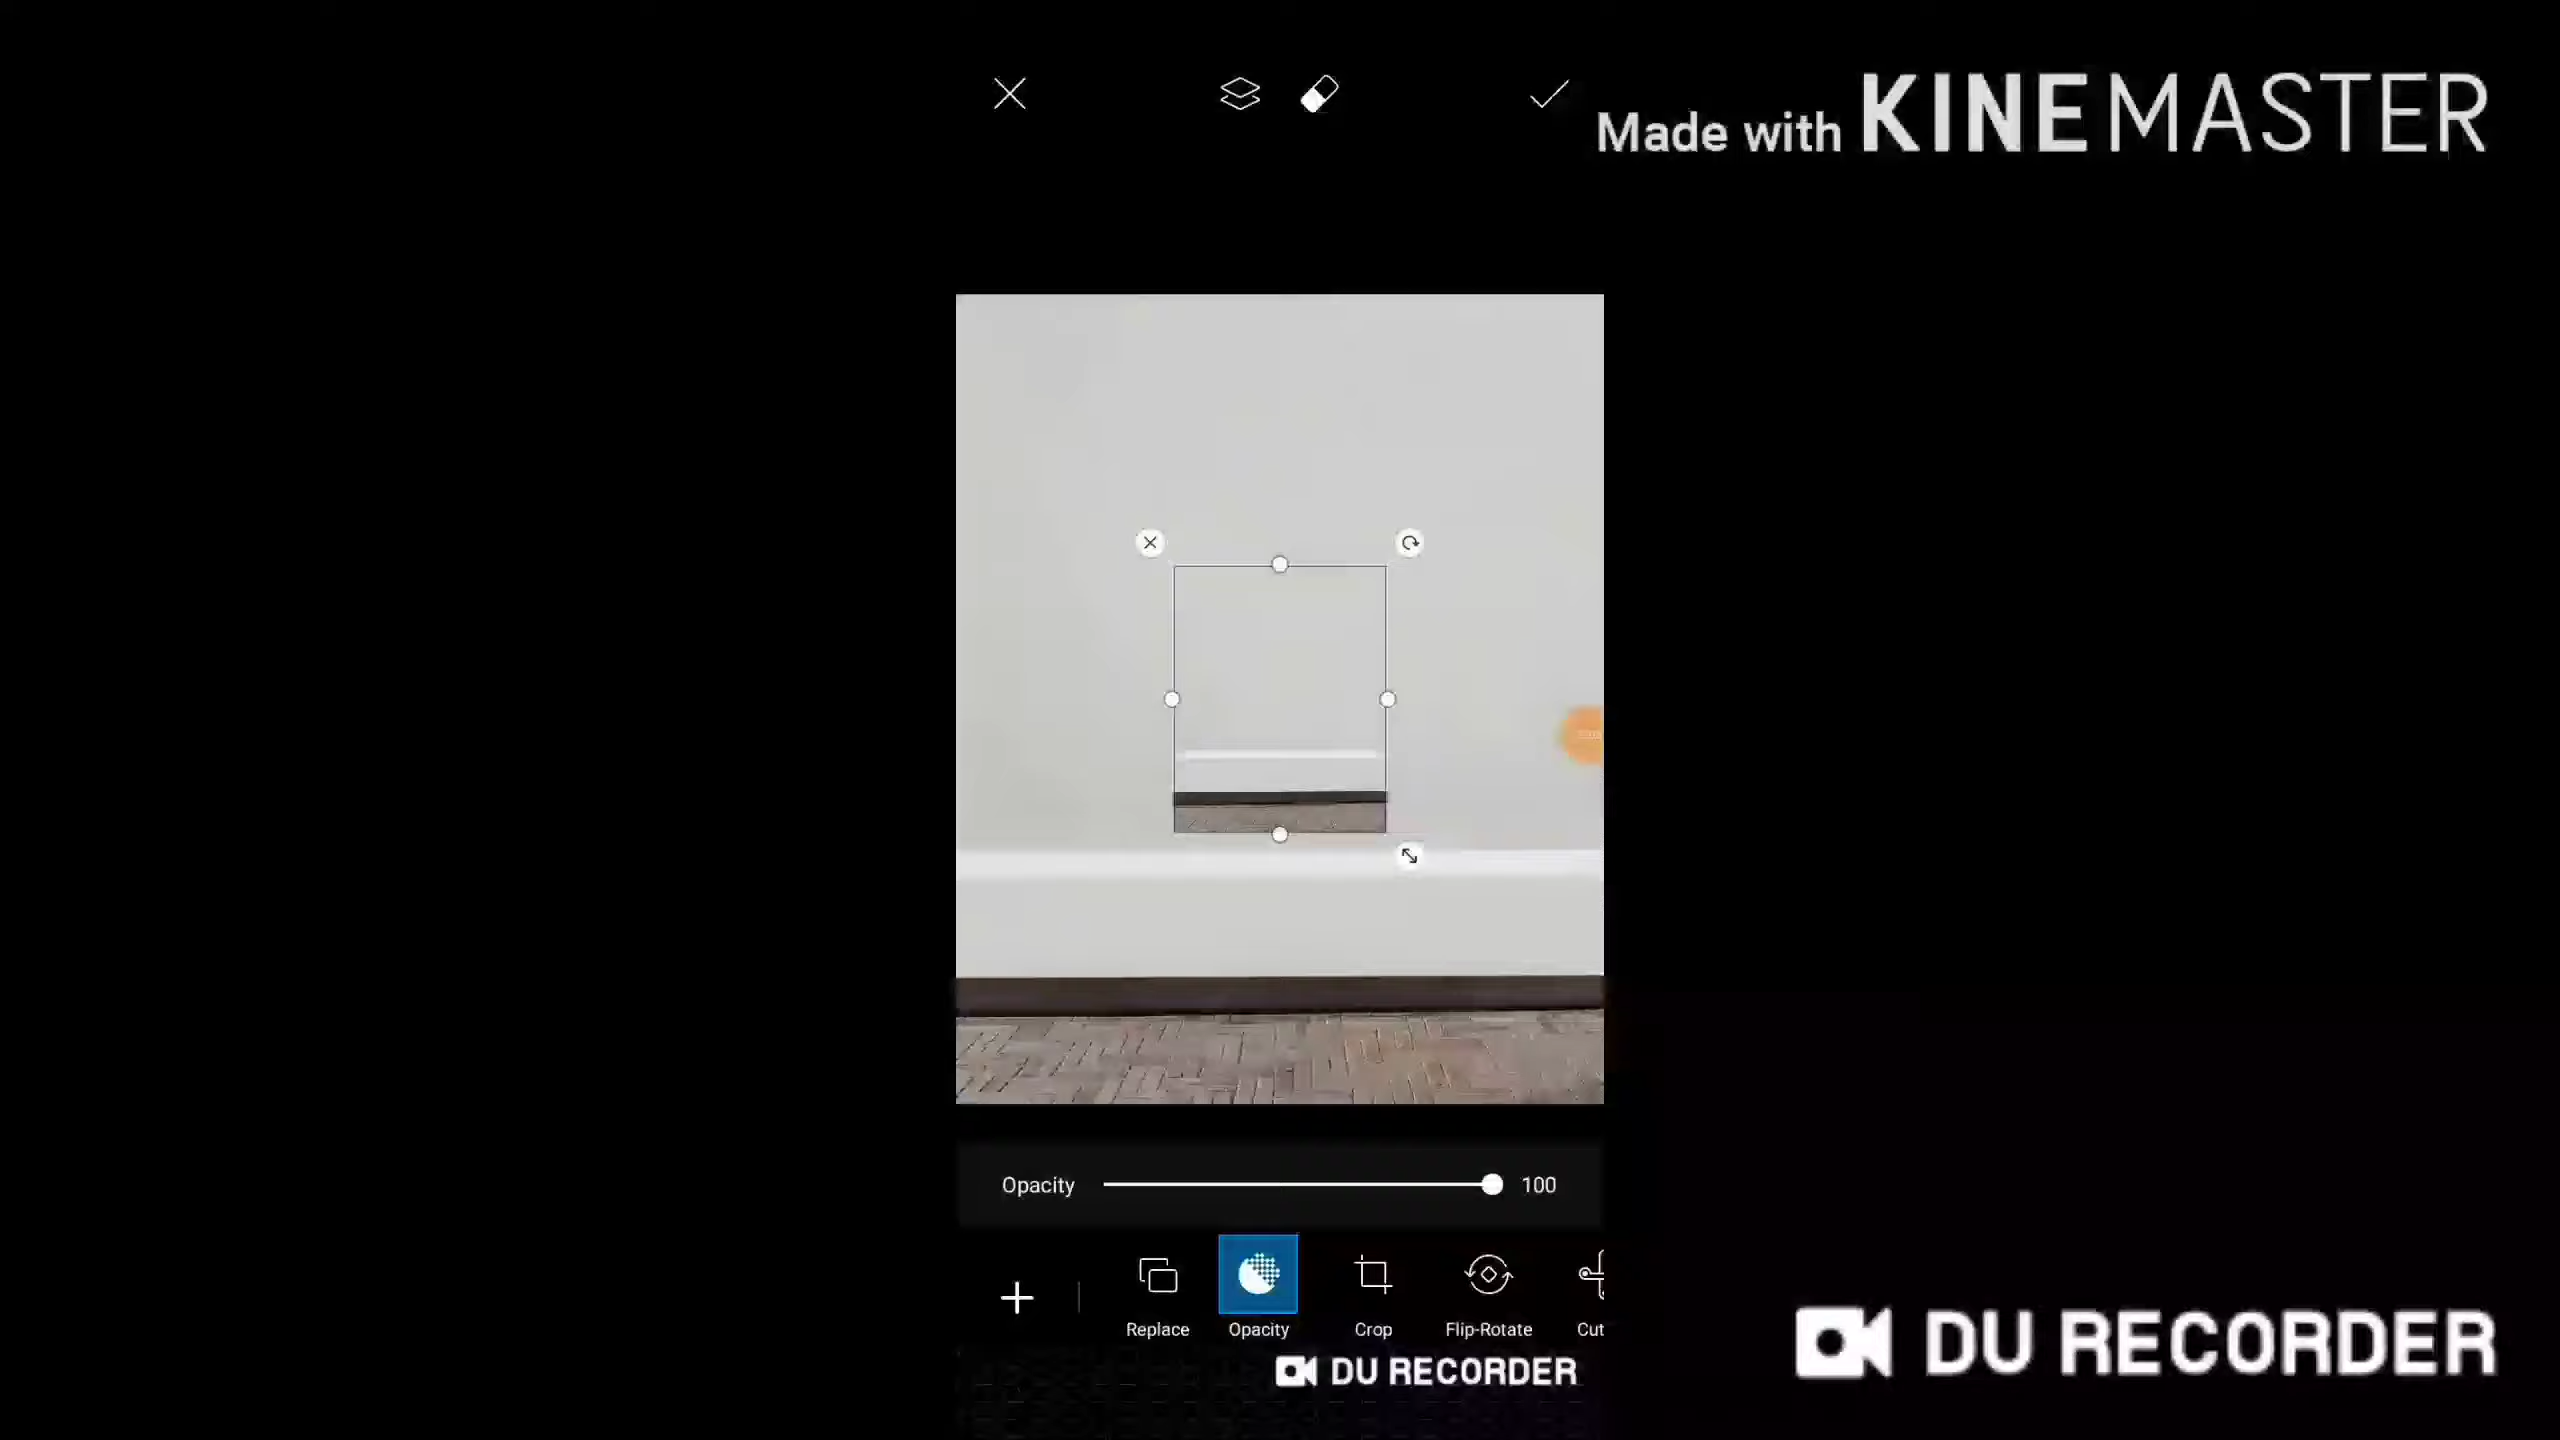 Made with KINEMASTER
Opacity 100
Replace Opacity Crop Flip-Rotate Cut
DU RECORDER
DU RECORDER